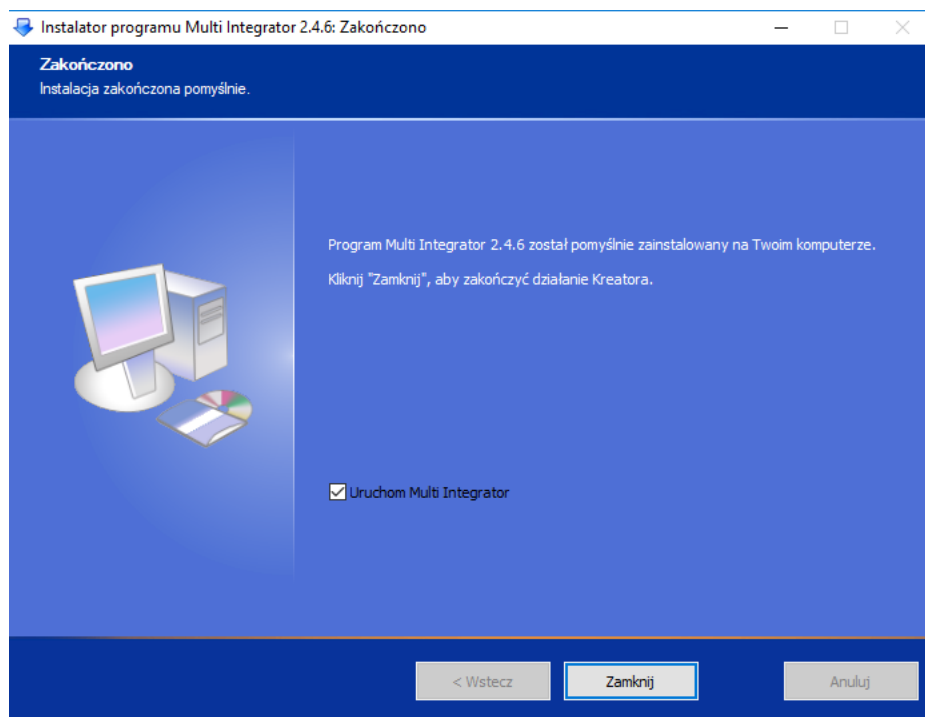 Instalator programu Multi Integrator 2.4.6: Zakończono
Zakończono
Instalacja zakończona pomyślnie.
Program Multi Integrator 2.4.6 został pomyślnie zainstalowany na Twoim komputerze.
Kliknij "Zamknij", aby zakończyć działanie Kreatora.
Uruchom Multi Integrator
< Wstecz
Zamknij
Anuluj